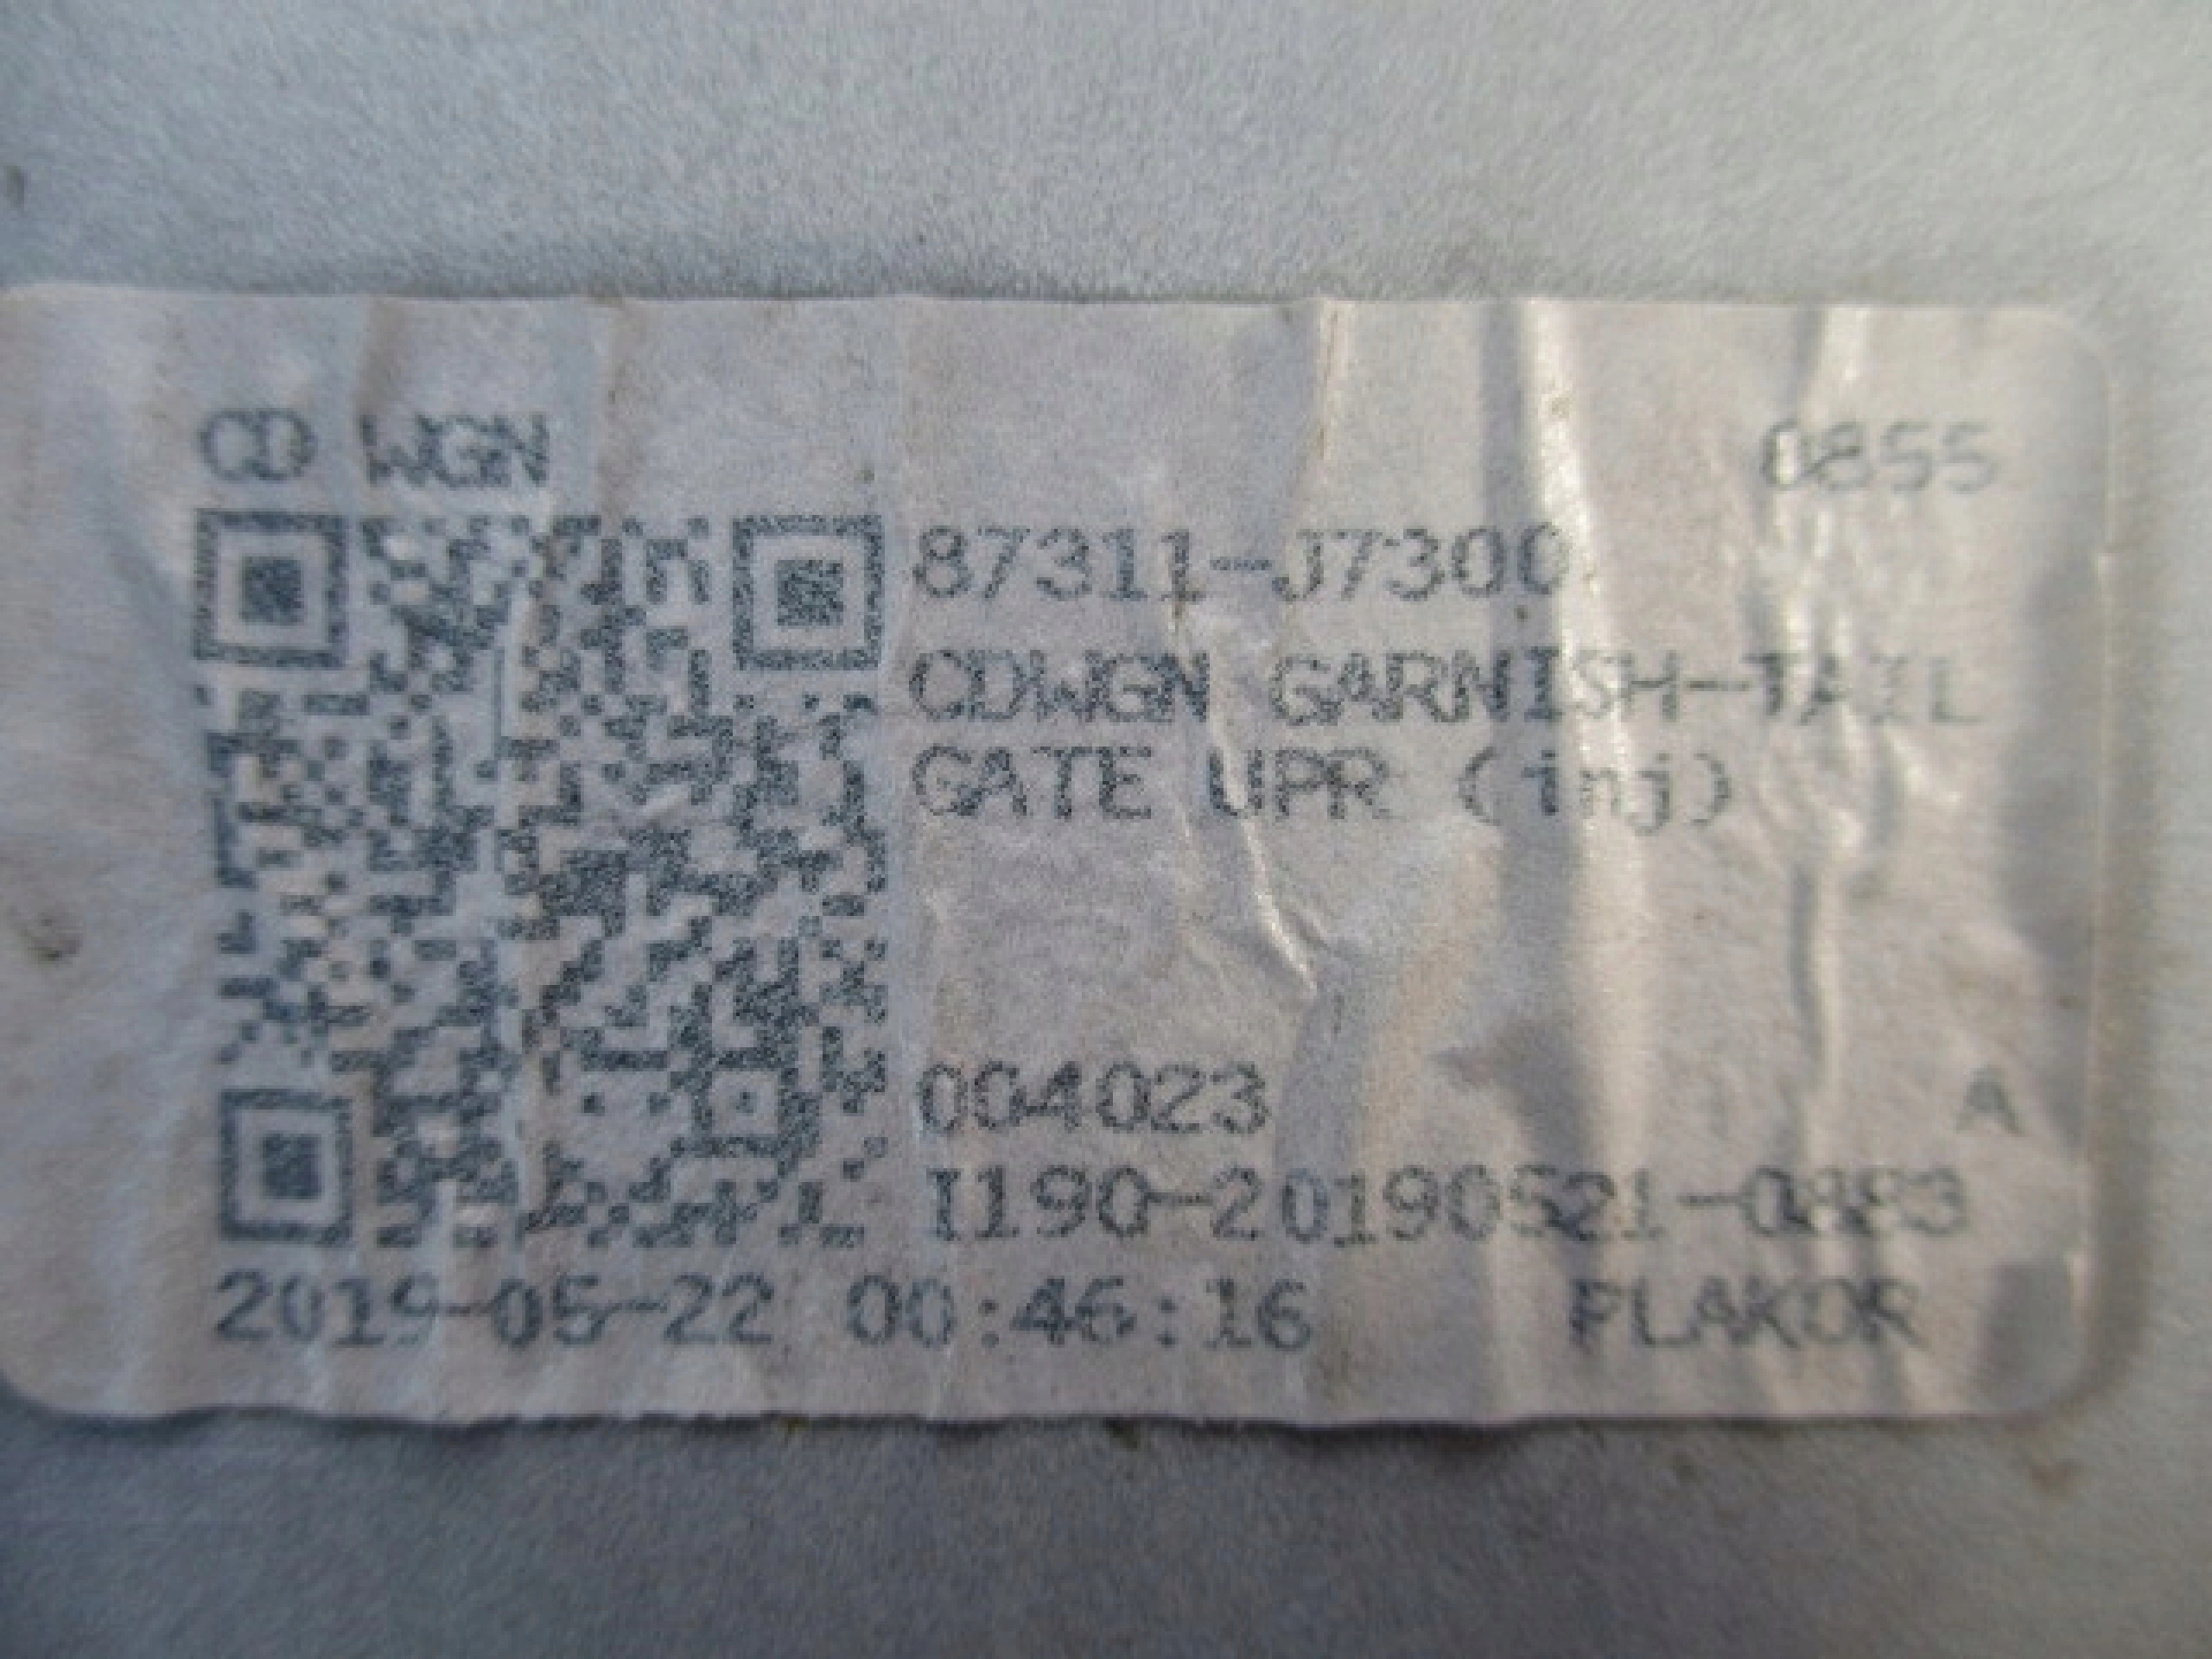 CD WGN 0855
87311-J7300
CDWGN GARNISH-TAIL
GATE UPR (inj)
004023 A
2019-05-22 00:46:16 PLAKOR